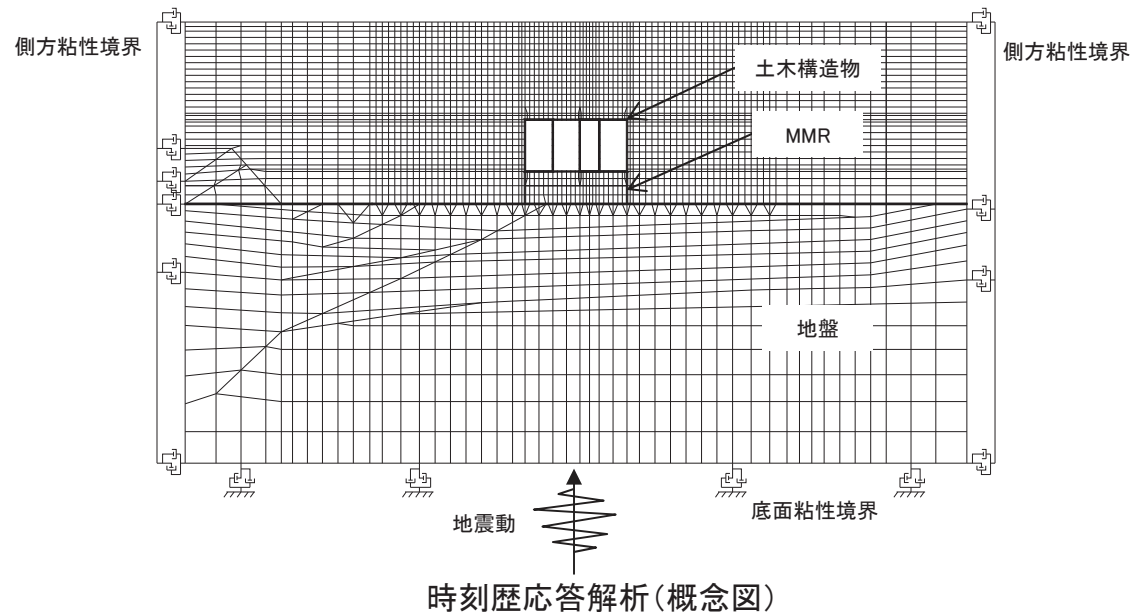 側方粘性境界
側方粘性境界
土木構造物
MMR
地盤
地震動
底面粘性境界
時刻歴応答解析(概念図)